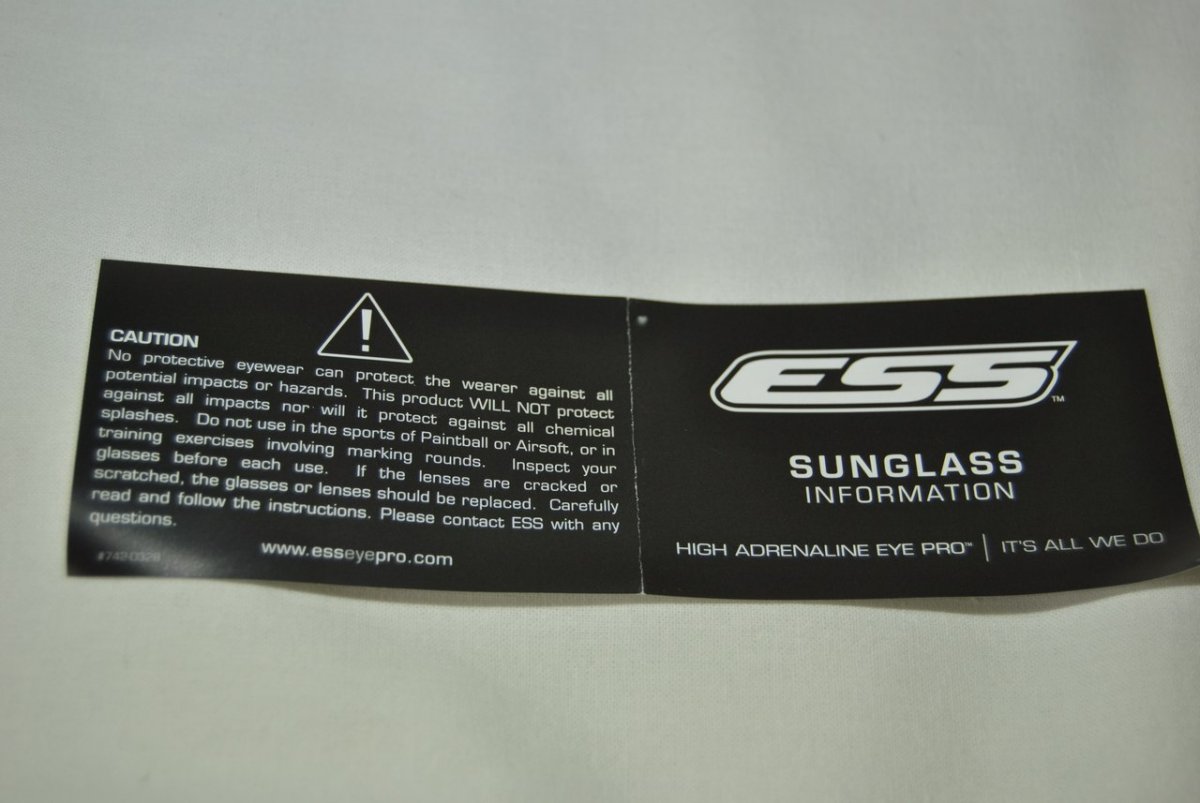 CAUTION
No protective eyewear can protect the wearer against all
potential impacts or hazards. This product WILL NOT protect
against all impacts nor will it protect against all chemical
splashes. Do not use in the sports of Paintball or Airsoft, or in
training exercises involving marking rounds. Inspect your
glasses before each use. If the lenses are cracked or
scratched, the glasses or lenses should be replaced. Carefully
read and follow the instructions. Please contact ESS with any
questions.
www.esseyepro.com
ESS™
SUNGLASS
INFORMATION
HIGH ADRENALINE EYE PRO™ | IT'S ALL WE DO